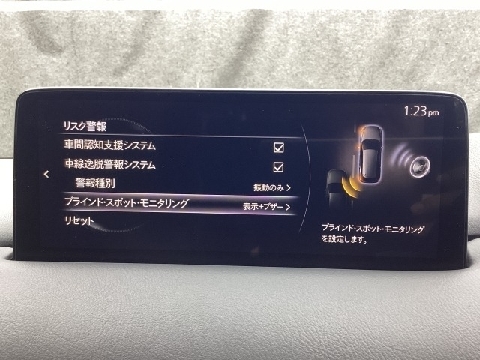 1:23 pm
リスク警報
車間認知支援システム
車線逸脱警報システム
警報種別 振動のみ >
ブラインド・スポット・モニタリング 表示+ブザー >
リセット
ブラインド・スポット・モニタリング
を設定します。